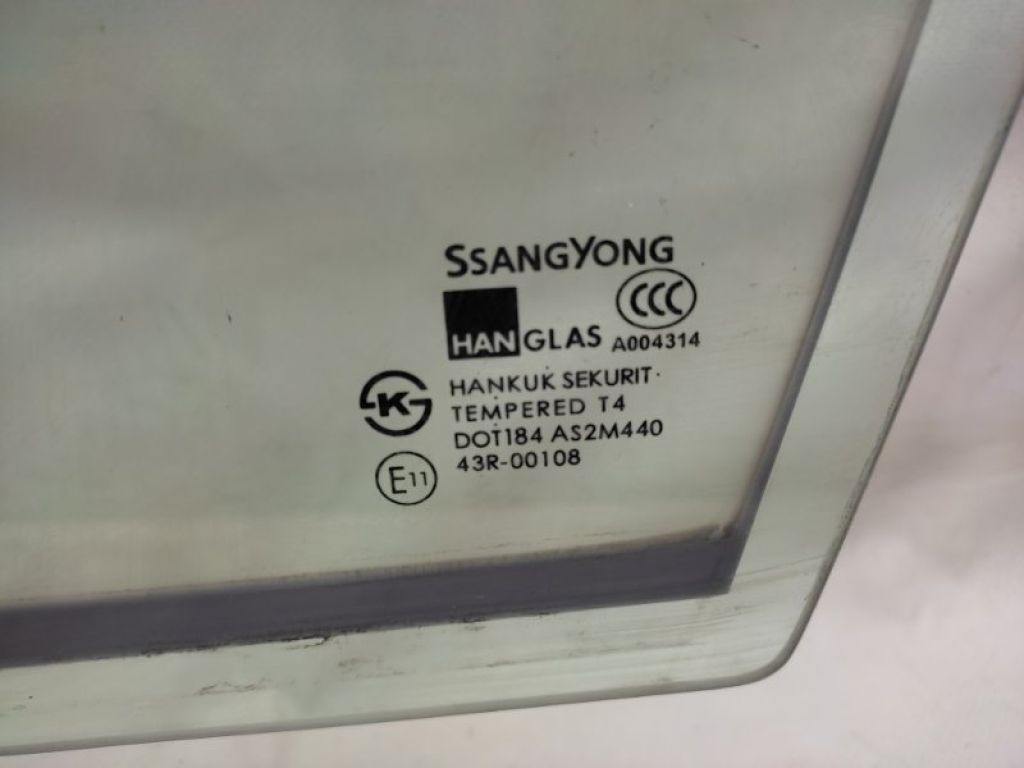 SSANGYONG
CCC
HANGLAS A004314
K HANKUK SEKURIT
TEMPERED T4
DOT184 AS2M440
43R-00108
E11